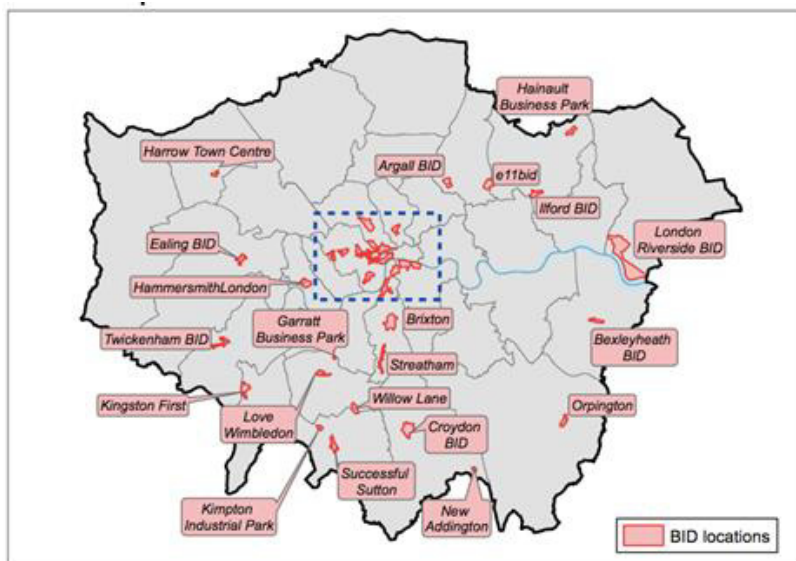 Hainault
Business Park
Harrow Town Centre
Argall BID
e11bid
Ilford BID
London
Riverside BID
Ealing BID
HammersmithLondon
Brixton
Garratt
Business Park
Twickenham BID
Bexleyheath
BID
Streatham
Kingston First
Love
Wimbledon
Willow Lane
Orpington
Croydon
BID
Successful
Sutton
Kimpton
Industrial Park
New
Addington
BID locations